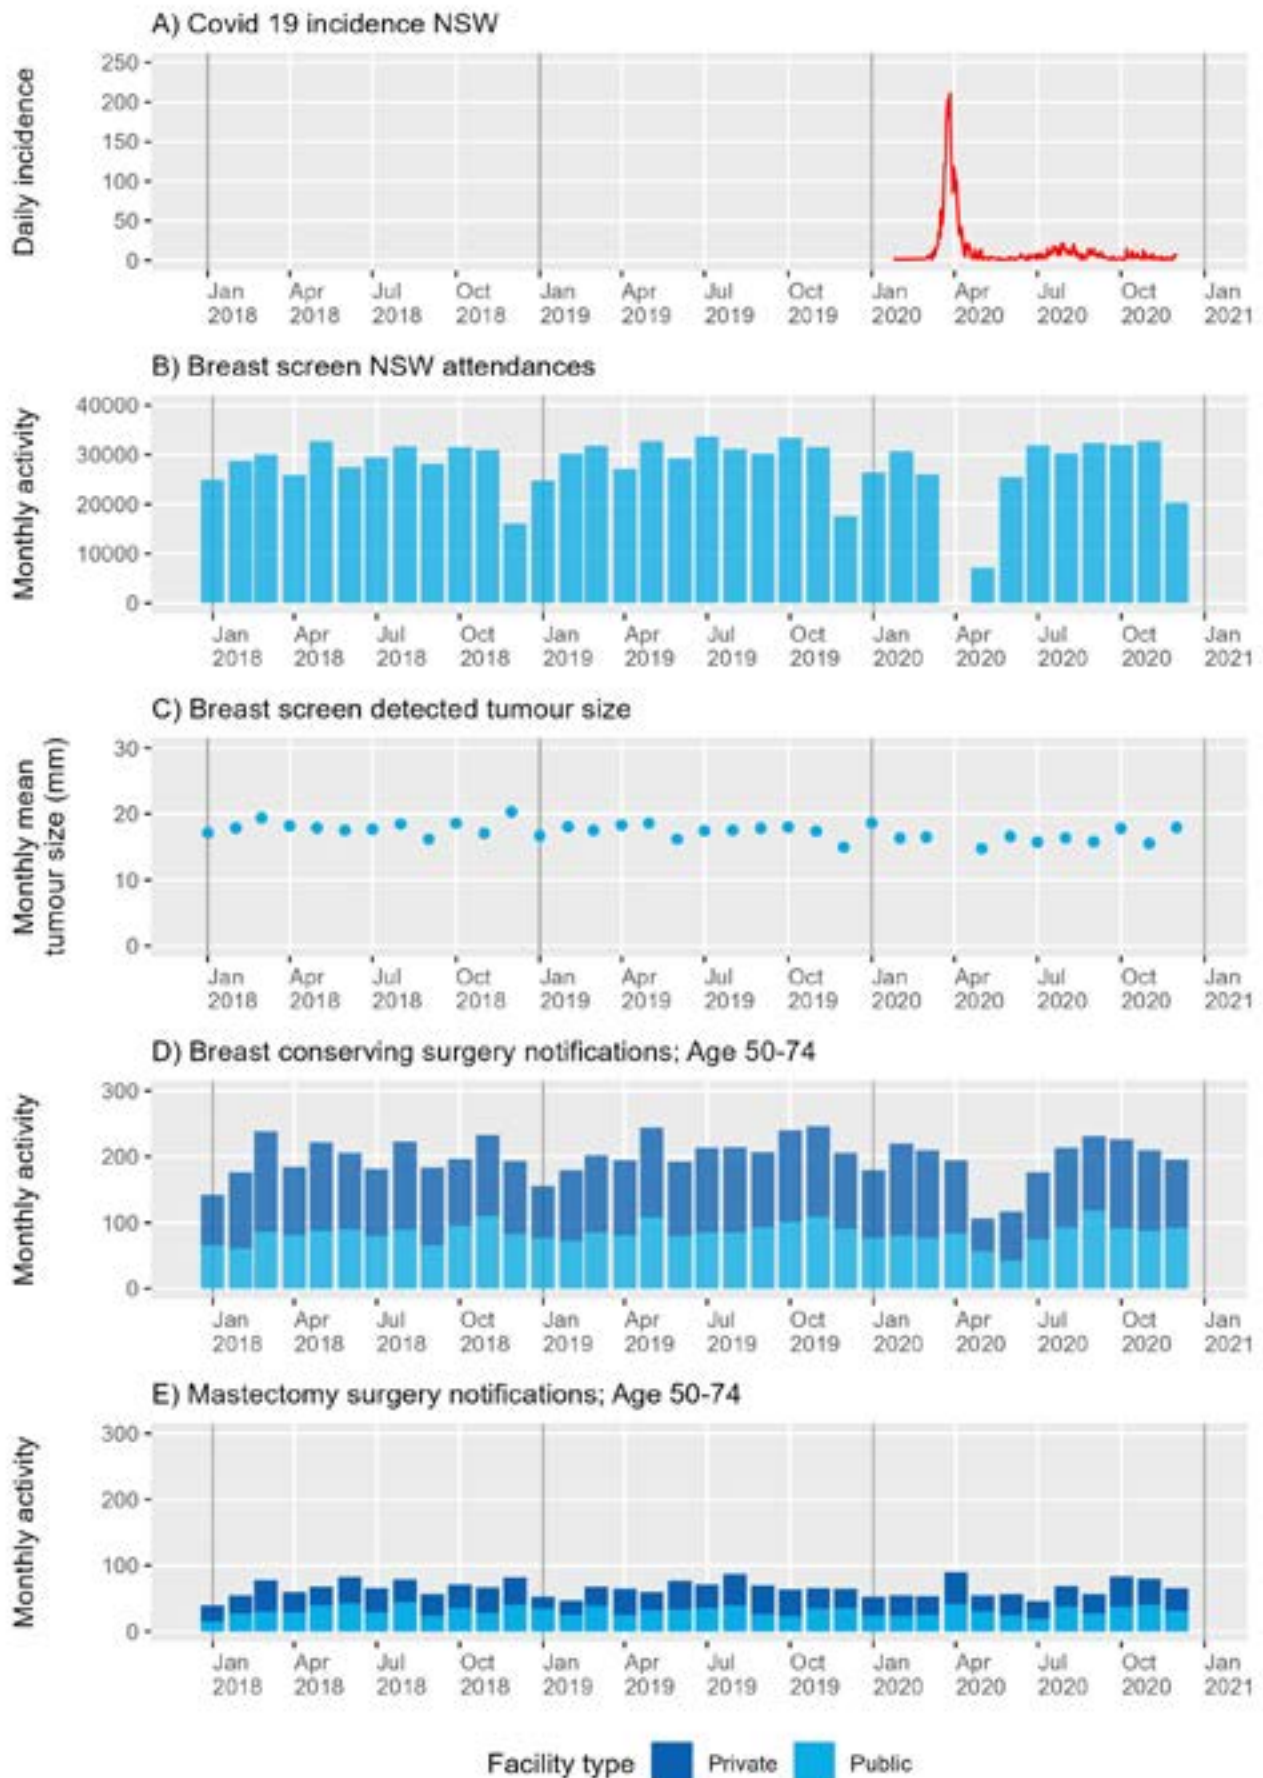 A) Covid 19 incidence NSW
Daily incidence
250
200
150
100
50
0
Jan Apr Jul Oct Jan Apr Jul Oct Jan Apr Jul Oct Jan
2018 2018 2018 2018 2019 2019 2019 2019 2020 2020 2020 2020 2021
B) Breast screen NSW attendances
Monthly activity
40000
30000
20000
10000
0
Jan Apr Jul Oct Jan Apr Jul Oct Jan Apr Jul Oct Jan
2018 2018 2018 2018 2019 2019 2019 2019 2020 2020 2020 2020 2021
C) Breast screen detected tumour size
Monthly mean
tumour size (mm)
30
20
10
0
Jan Apr Jul Oct Jan Apr Jul Oct Jan Apr Jul Oct Jan
2018 2018 2018 2018 2019 2019 2019 2019 2020 2020 2020 2020 2021
D) Breast conserving surgery notifications; Age 50-74
Monthly activity
300
200
100
0
Jan Apr Jul Oct Jan Apr Jul Oct Jan Apr Jul Oct Jan
2018 2018 2018 2018 2019 2019 2019 2019 2020 2020 2020 2020 2021
E) Mastectomy surgery notifications; Age 50-74
Monthly activity
300
200
100
0
Jan Apr Jul Oct Jan Apr Jul Oct Jan Apr Jul Oct Jan
2018 2018 2018 2018 2019 2019 2019 2019 2020 2020 2020 2020 2021
Facility type Private Public